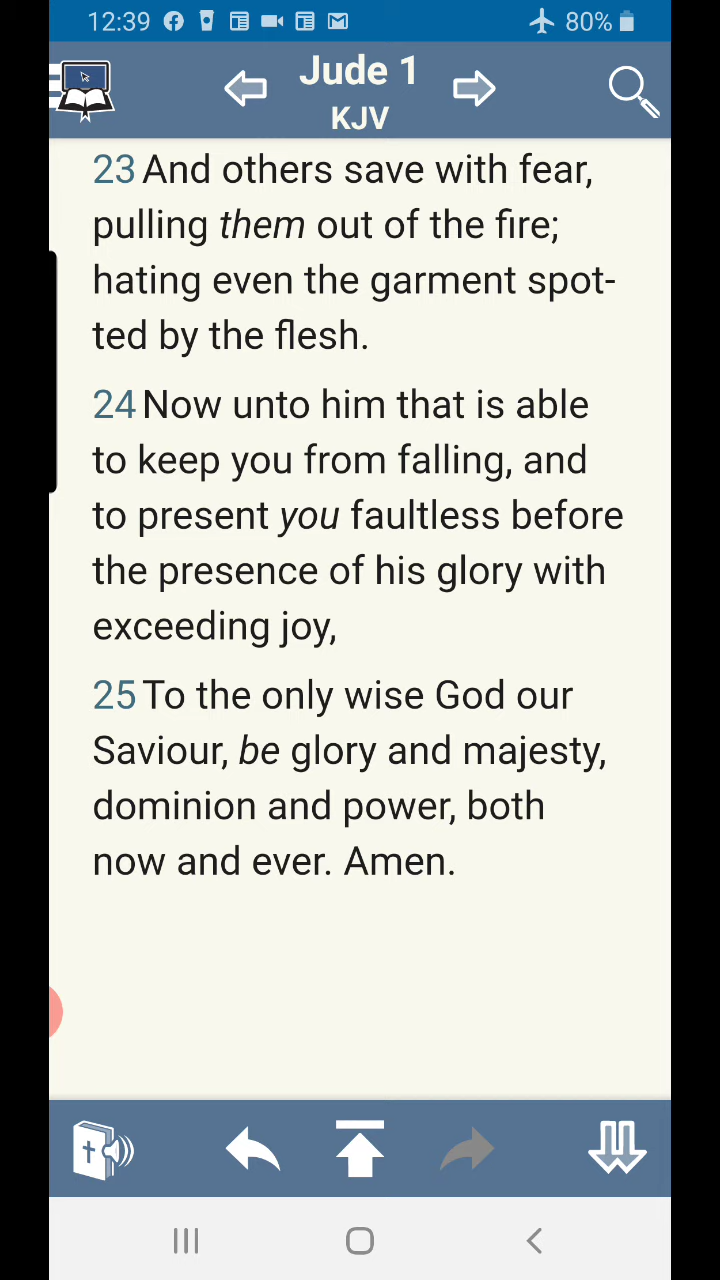 12:39 80%
Jude 1
KJV
23 And others save with fear,
pulling them out of the fire;
hating even the garment spot-
ted by the flesh.
24 Now unto him that is able
to keep you from falling, and
to present you faultless before
the presence of his glory with
exceeding joy,
25 To the only wise God our
Saviour, be glory and majesty,
dominion and power, both
now and ever. Amen.